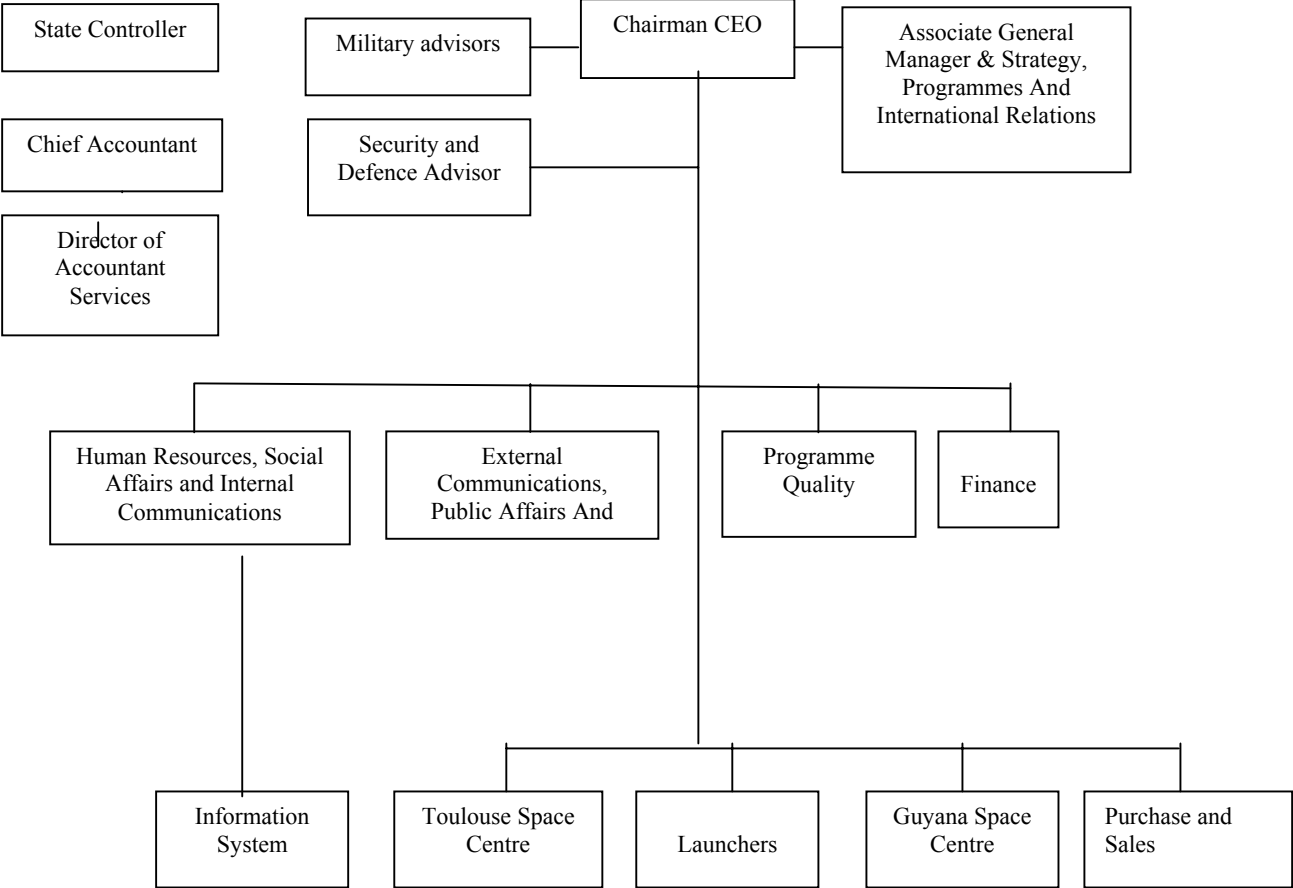 State Controller
Military advisors
Chairman CEO
Associate General
Manager & Strategy,
Programmes And
International Relations
Chief Accountant
Security and
Defence Advisor
Director of
Accountant
Services
Human Resources, Social
Affairs and Internal
Communications
External
Communications,
Public Affairs And
Programme
Quality
Finance
Information
System
Toulouse Space
Centre
Launchers
Guyana Space
Centre
Purchase and
Sales